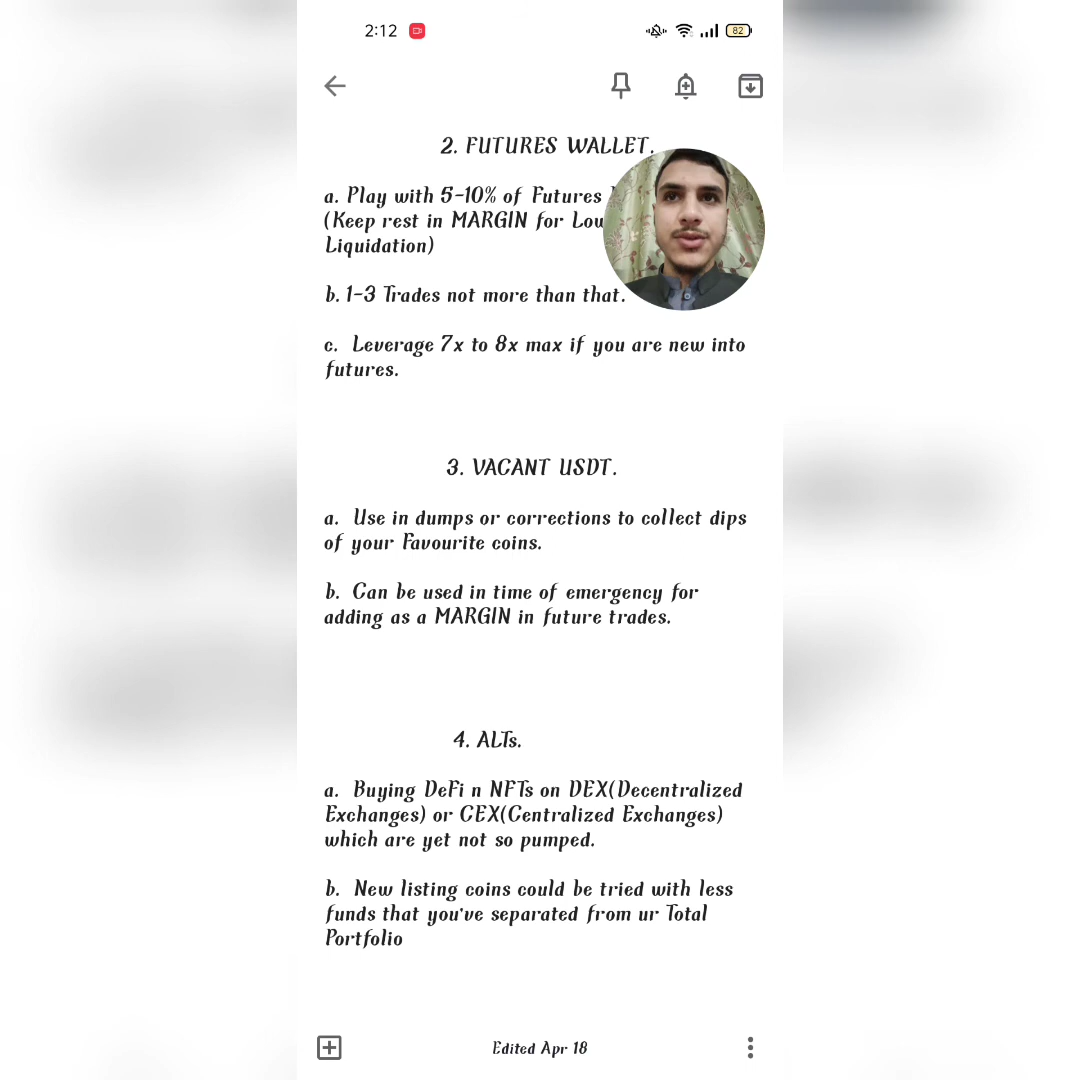 2:12
82
2. FUTURES WALLET.
a. Play with 5-10% of Futures
(Keep rest in MARGIN for Low
Liquidation)
b. 1-3 Trades not more than that.
c. Leverage 7x to 8x max if you are new into
futures.
3. VACANT USDT.
a. Use in dumps or corrections to collect dips
of your Favourite coins.
b. Can be used in time of emergency for
adding as a MARGIN in future trades.
4. ALTs.
a. Buying DeFi n NFTs on DEX(Decentralized
Exchanges) or CEX(Centralized Exchanges)
which are yet not so pumped.
b. New listing coins could be tried with less
funds that you've separated from ur Total
Portfolio
Edited Apr 18